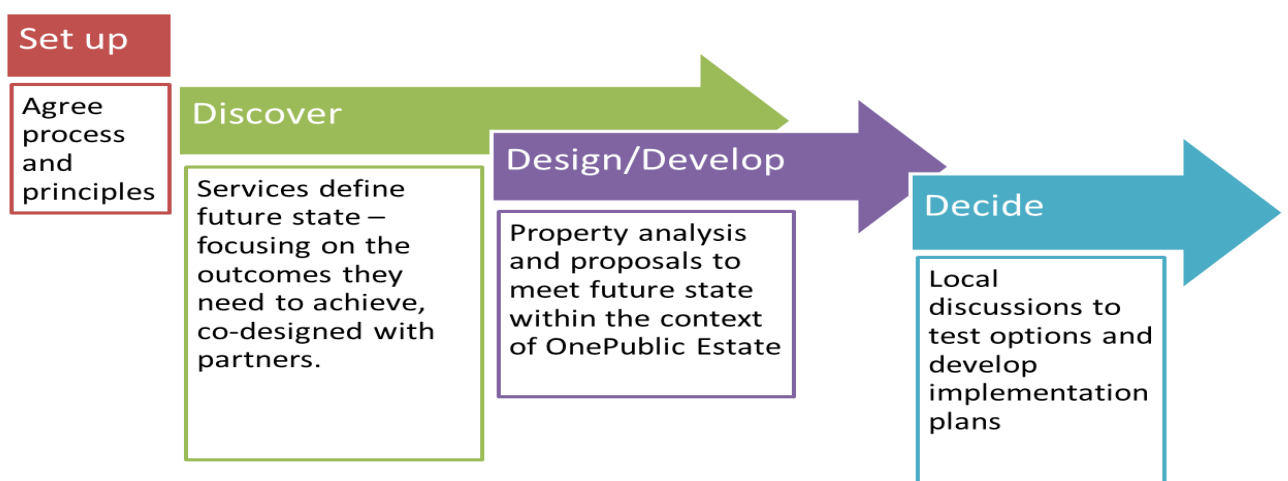 Set up
Agree
process
and
principles
Discover
Services define
future state –
focusing on the
outcomes they
need to achieve,
co-designed with
partners.
Design/Develop
Property analysis
and proposals to
meet future state
within the context
of OnePublic Estate
Decide
Local
discussions to
test options and
develop
implementation
plans